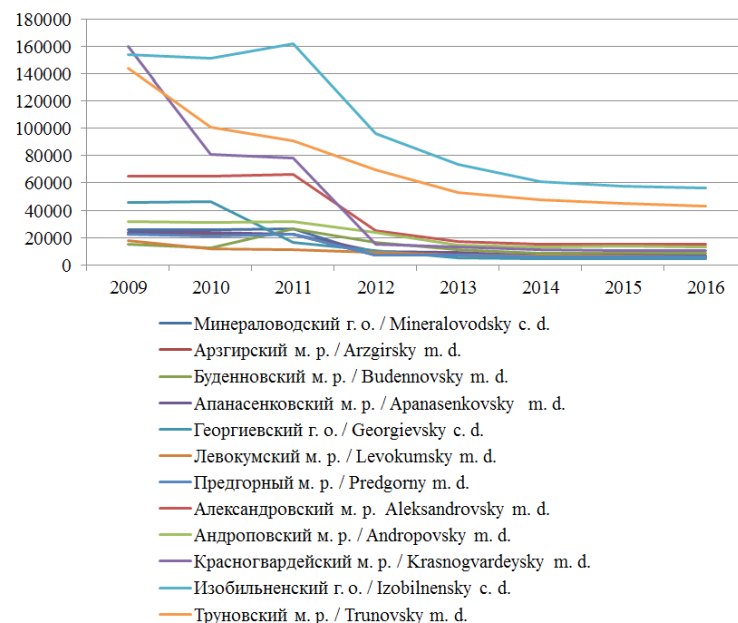 180000
160000
140000
120000
100000
80000
60000
40000
20000
0
2009 2010 2011 2012 2013 2014 2015 2016
Минераловодский г. о. / Mineralovodsky c. d.
Арзгирский м. р. / Arzgirsky m. d.
Буденновский м. р. / Budennovsky m. d.
Апанасенковский м. р. / Apanasenkovsky m. d.
Георгиевский г. о. / Georgievsky c. d.
Левокумский м. р. / Levokumsky m. d.
Предгорный м. р. / Predgorny m. d.
Александровский м. р. Aleksandrovsky m. d.
Андроповский м. р. / Andropovsky m. d.
Красногвардейский м. р. / Krasnogvardeysky m. d.
Изобильненский г. о. / Izobilnensky c. d.
Труновский м. р. / Trunovsky m. d.